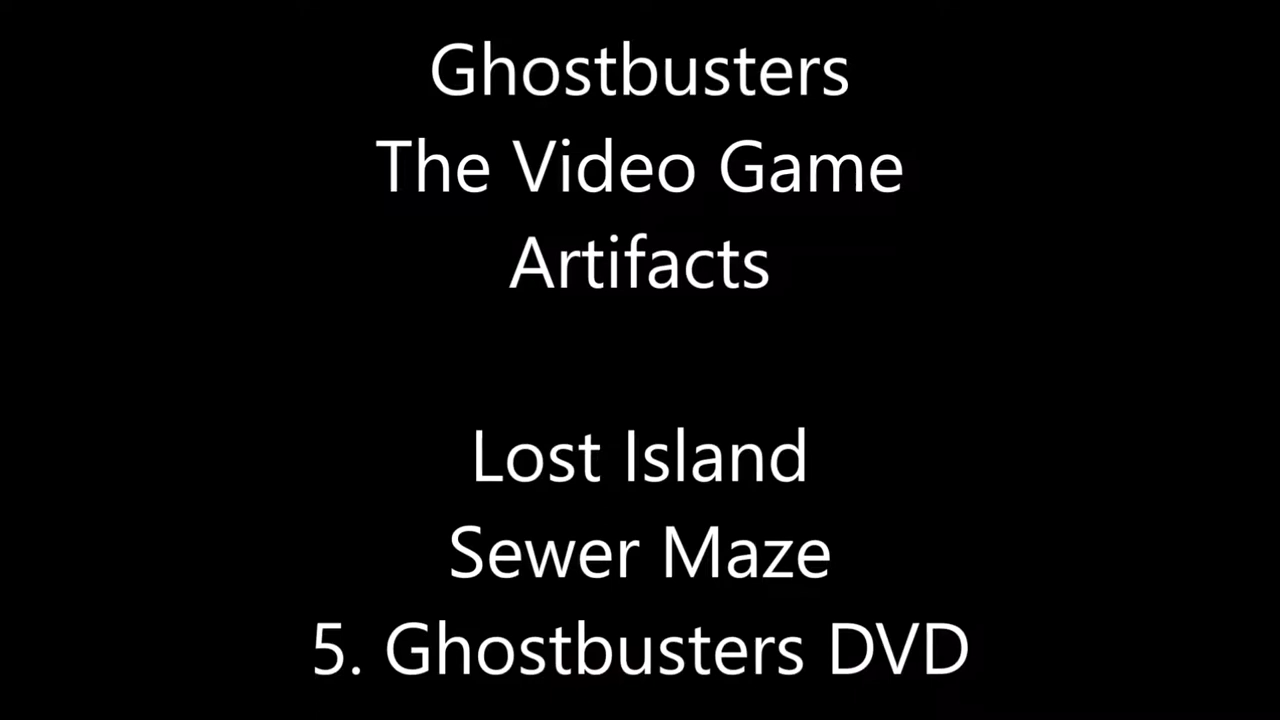 Ghostbusters
The Video Game
Artifacts
Lost Island
Sewer Maze
5. Ghostbusters DVD